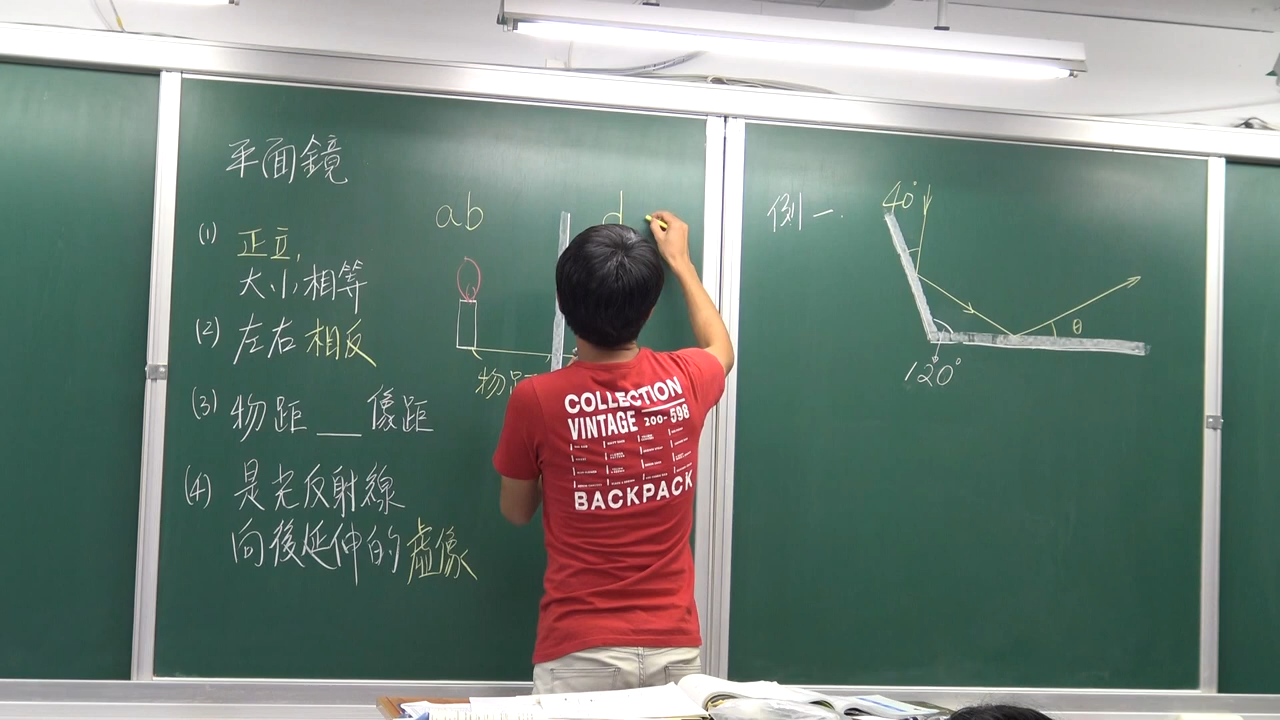 平面鏡
(1) 正立,
大小相等
(2) 左右相反
(3) 物距__像距
(4) 是光反射線
向後延伸的虛像
ab
d
物距
例一.
40°
θ
120°
COLLECTION
VINTAGE 200-598
BACKPACK